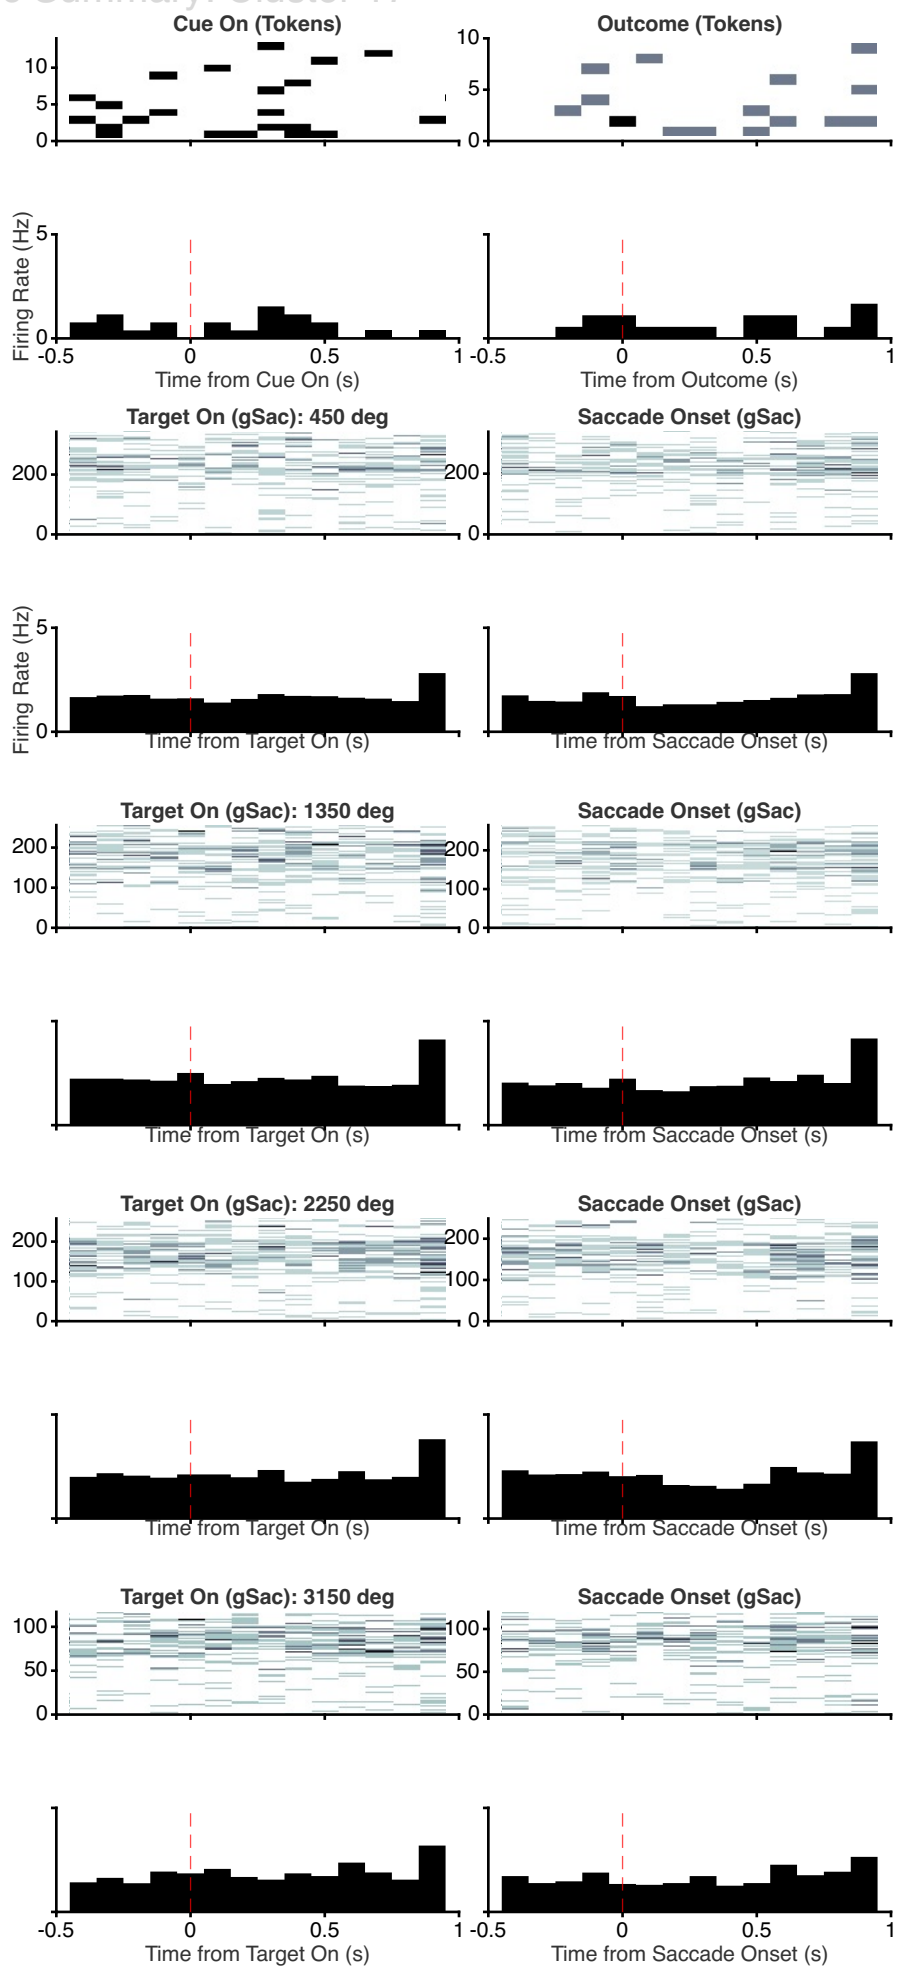 Summary: Cluster
Cue On (Tokens) Outcome (Tokens)
10
5
0
10
5
0
Firing Rate (Hz)
5
0
-0.5 0 0.5 1
-0.5 0 0.5 1
Time from Cue On (s) Time from Outcome (s)
Target On (gSac): 450 deg Saccade Onset (gSac)
200
0
200
0
Firing Rate (Hz)
5
0
Time from Target On (s) Time from Saccade Onset (s)
Target On (gSac): 1350 deg Saccade Onset (gSac)
200
100
0
200
100
0
Time from Target On (s) Time from Saccade Onset (s)
Target On (gSac): 2250 deg Saccade Onset (gSac)
200
100
0
200
100
0
Time from Target On (s) Time from Saccade Onset (s)
Target On (gSac): 3150 deg Saccade Onset (gSac)
100
50
0
100
50
0
-0.5 0 0.5 1
-0.5 0 0.5 1
Time from Target On (s) Time from Saccade Onset (s)